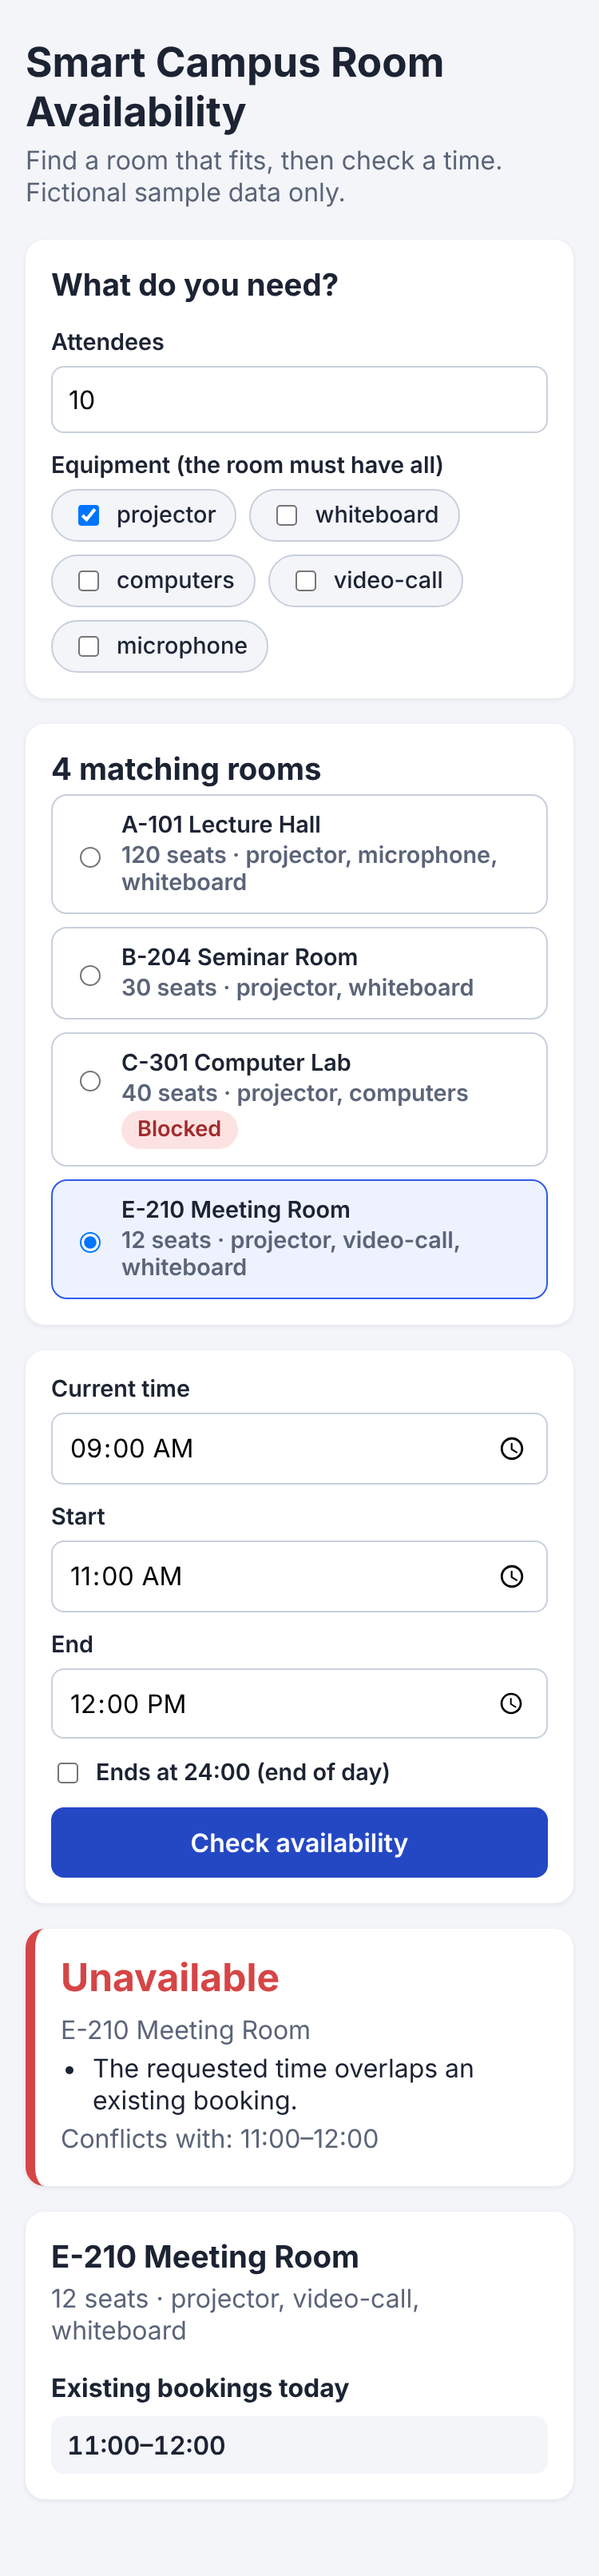 Smart Campus Room
Availability
Find a room that fits, then check a time.
Fictional sample data only.
What do you need?
Attendees
10
Equipment (the room must have all)
projector
whiteboard
computers
video-call
microphone
4 matching rooms
A-101 Lecture Hall
120 seats · projector, microphone,
whiteboard
B-204 Seminar Room
30 seats · projector, whiteboard
C-301 Computer Lab
40 seats · projector, computers
Blocked
E-210 Meeting Room
12 seats · projector, video-call,
whiteboard
Current time
09:00 AM
Start
11:00 AM
End
12:00 PM
Ends at 24:00 (end of day)
Check availability
Unavailable
E-210 Meeting Room
• The requested time overlaps an
existing booking.
Conflicts with: 11:00–12:00
E-210 Meeting Room
12 seats · projector, video-call,
whiteboard
Existing bookings today
11:00–12:00